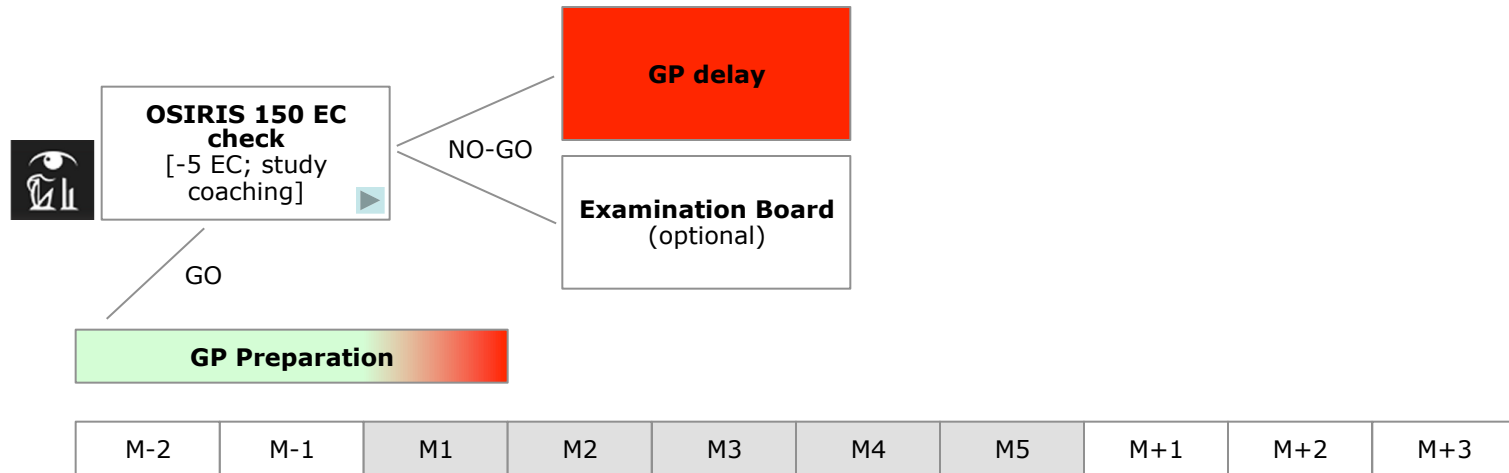 GP delay
OSIRIS 150 EC
check
[-5 EC; study
coaching]
NO-GO
Examination Board
(optional)
GO
GP Preparation
M-2 M-1 M1 M2 M3 M4 M5 M+1 M+2 M+3